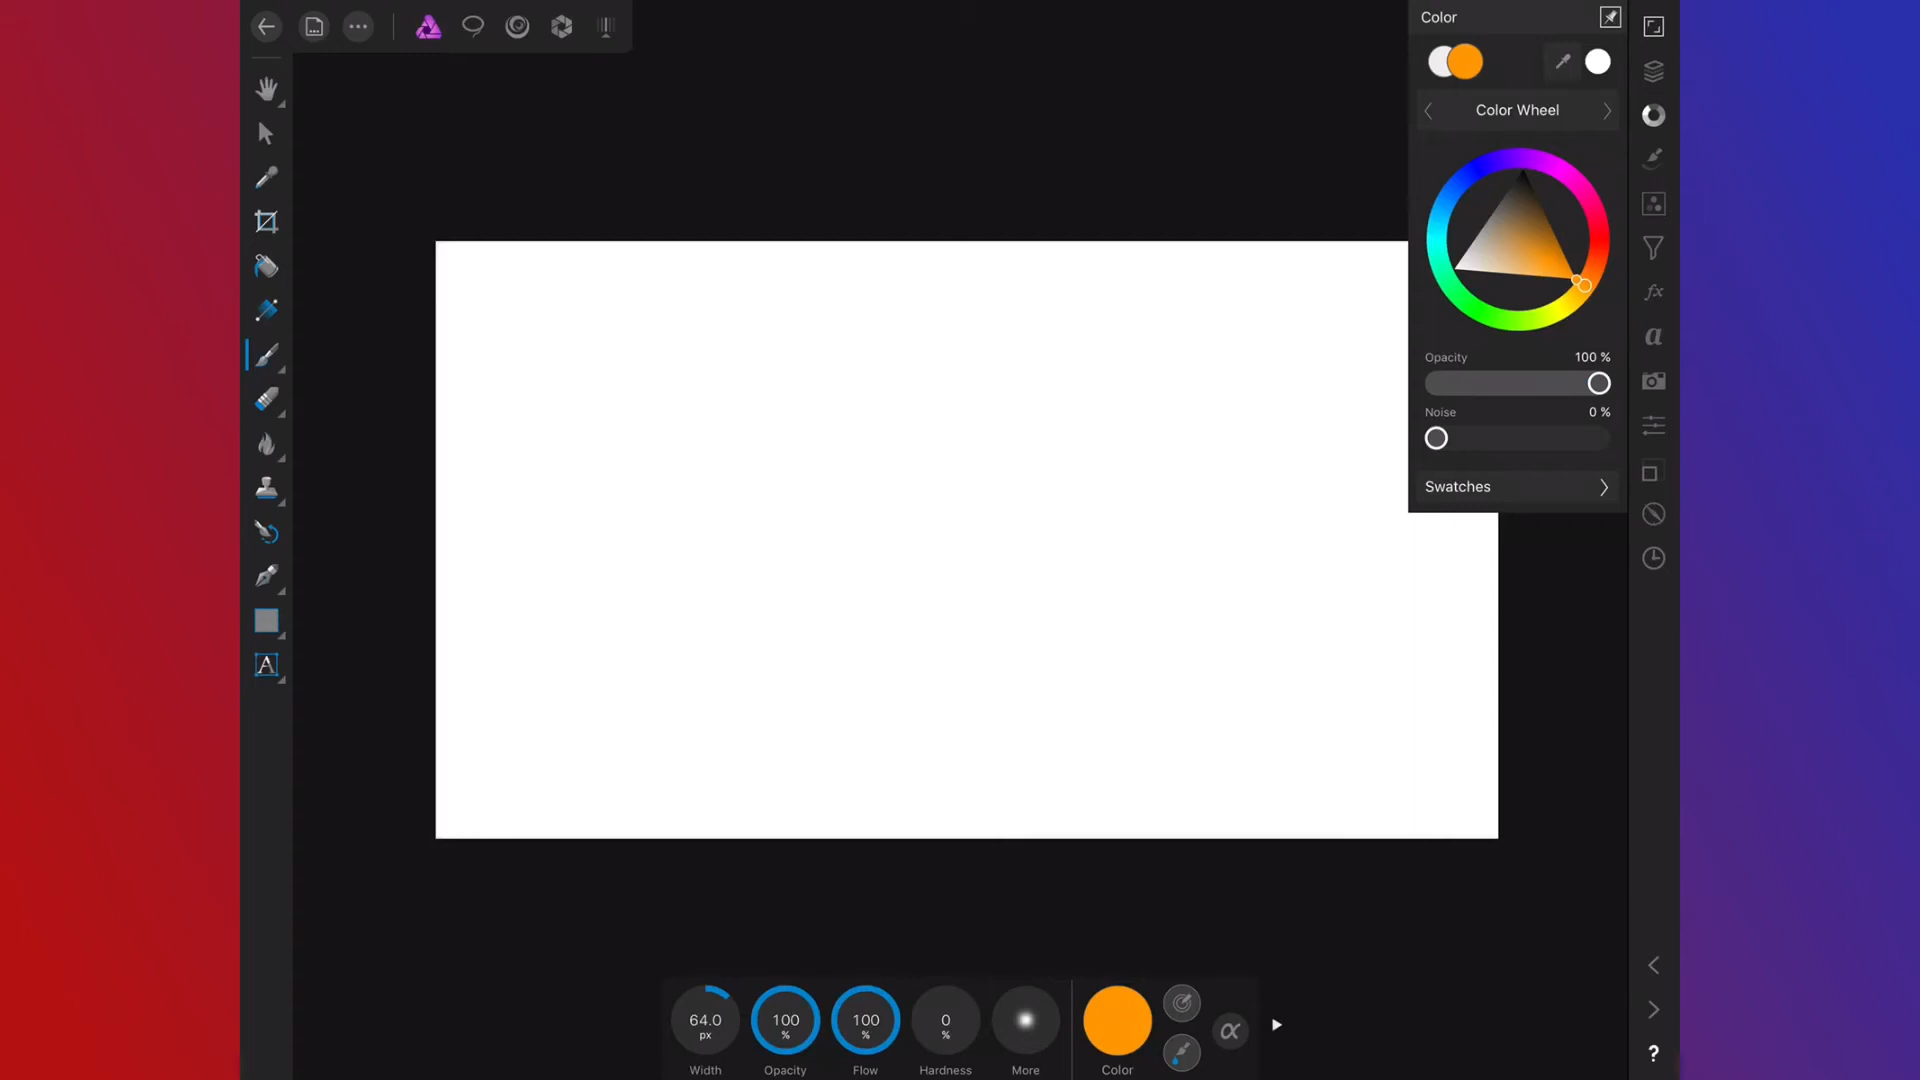 Color
Color Wheel
Opacity 100 %
Noise 0 %
Swatches
fx
a
A
64.0
px
100
%
100
%
0
%
α
?
Width Opacity Flow Hardness More Color